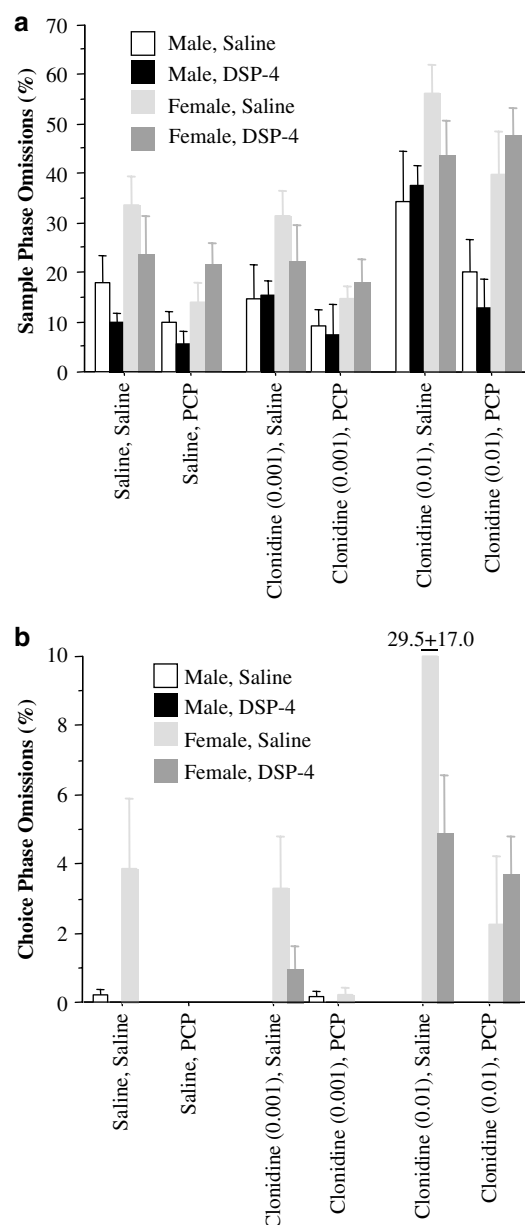 a
70
60
50
40
30
20
10
0
Sample Phase Omissions (%)
Male, Saline
Male, DSP-4
Female, Saline
Female, DSP-4
Saline, Saline
Saline, PCP
Clonidine (0.001), Saline
Clonidine (0.001), PCP
Clonidine (0.01), Saline
Clonidine (0.01), PCP
b
29.5+17.0
10
8
6
4
2
0
Choice Phase Omissions (%)
Male, Saline
Male, DSP-4
Female, Saline
Female, DSP-4
Saline, Saline
Saline, PCP
Clonidine (0.001), Saline
Clonidine (0.001), PCP
Clonidine (0.01), Saline
Clonidine (0.01), PCP